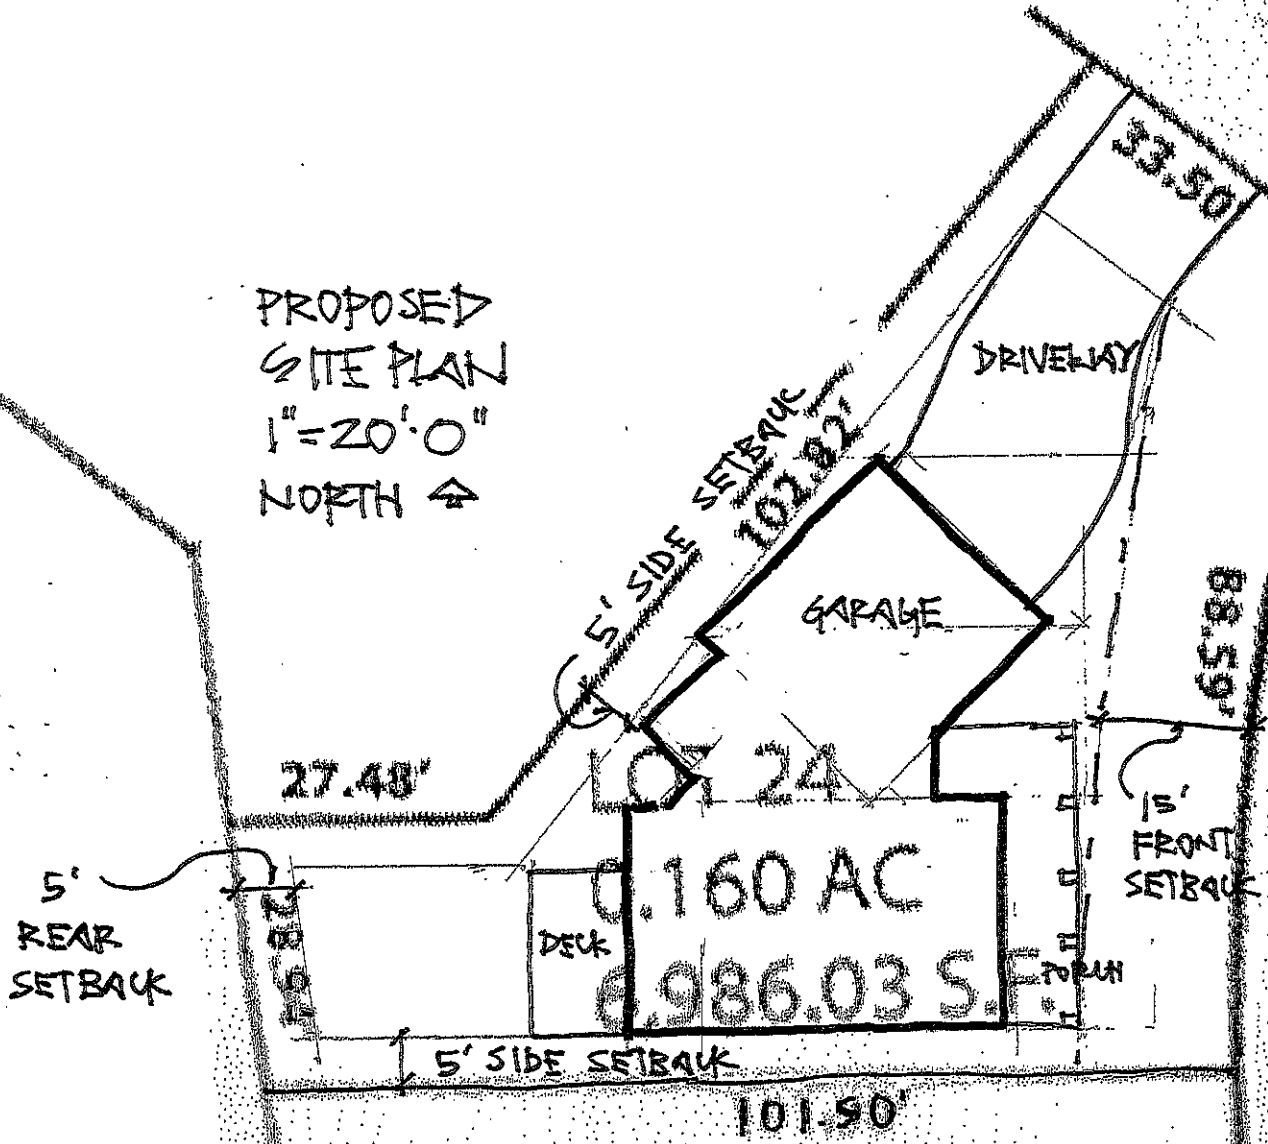 33.50
PROPOSED
SITE PLAN
1"=20'·0"
NORTH
DRIVEWAY
5' SIDE SETBACK
102.82'
GARAGE
88.59'
27.48'
LOT 24
0.160 AC
6,986.03 S.F.
15'
FRONT
SETBACK
5'
REAR
SETBACK
DECK
PORCH
5' SIDE SETBACK
101.50'